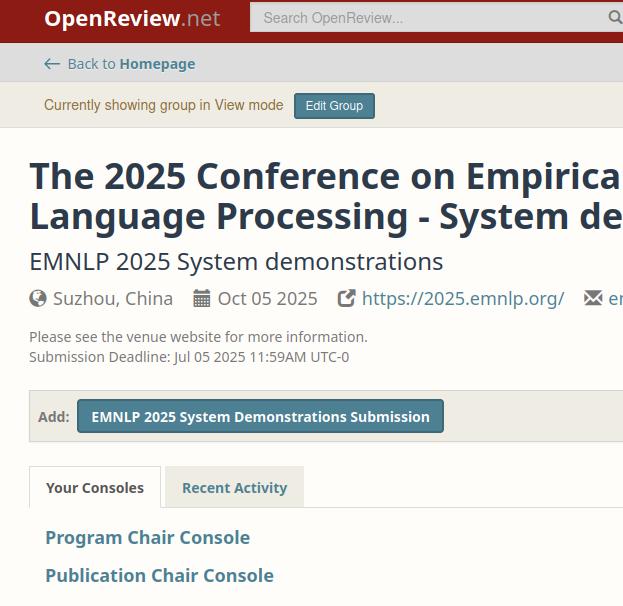 OpenReview.net Search OpenReview...
← Back to Homepage
Currently showing group in View mode Edit Group
The 2025 Conference on Empirica
Language Processing - System de
EMNLP 2025 System demonstrations
Suzhou, China Oct 05 2025 https://2025.emnlp.org/ er
Please see the venue website for more information.
Submission Deadline: Jul 05 2025 11:59AM UTC-0
Add: EMNLP 2025 System Demonstrations Submission
Your Consoles Recent Activity
Program Chair Console
Publication Chair Console